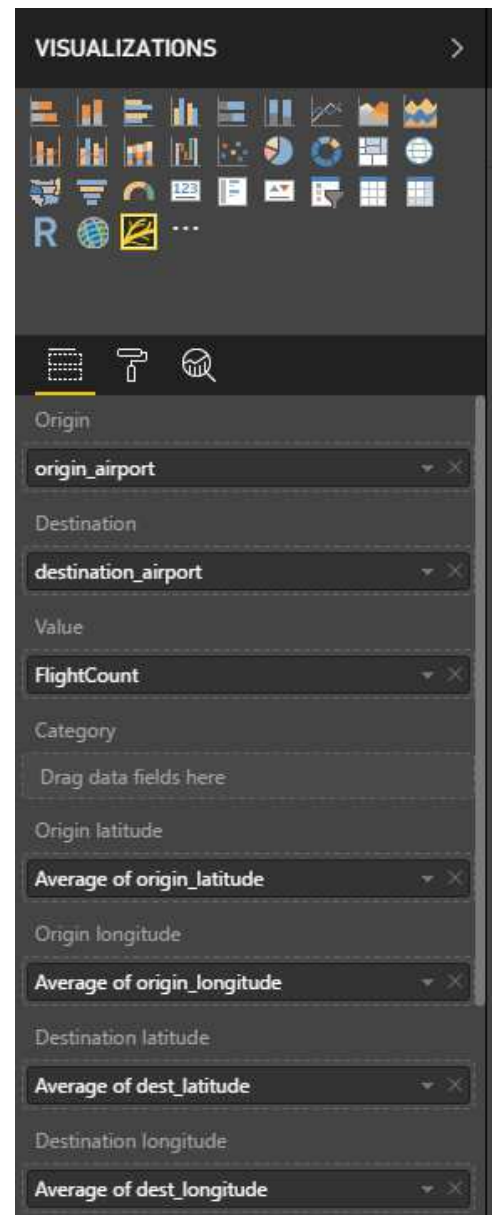 VISUALIZATIONS
123
R
Origin
origin_airport
Destination
destination_airport
Value
FlightCount
Category
Drag data fields here
Origin latitude
Average of origin_latitude
Origin longitude
Average of origin_longitude
Destination latitude
Average of dest_latitude
Destination longitude
Average of dest_longitude